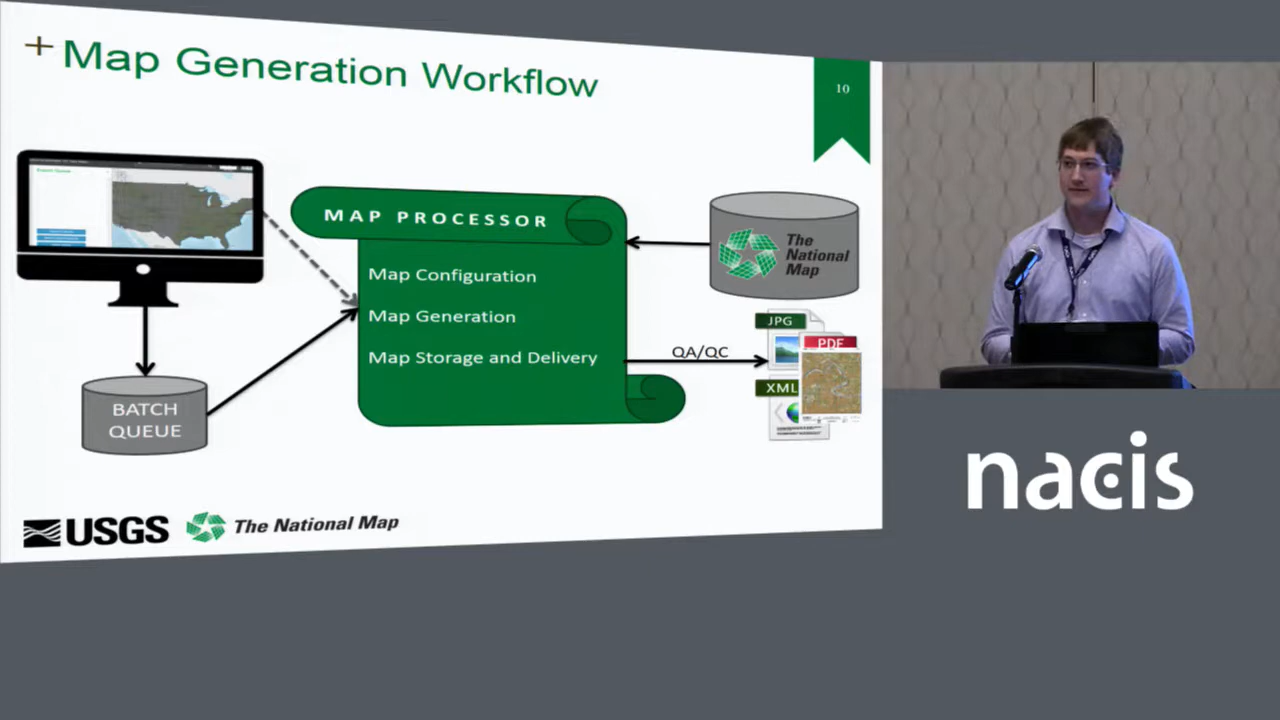 + Map Generation Workflow
10
MAP PROCESSOR
Map Configuration
Map Generation
Map Storage and Delivery
The
National
Map
JPG
PDF
QA/QC
XML
BATCH
QUEUE
USGS
The National Map
nacis